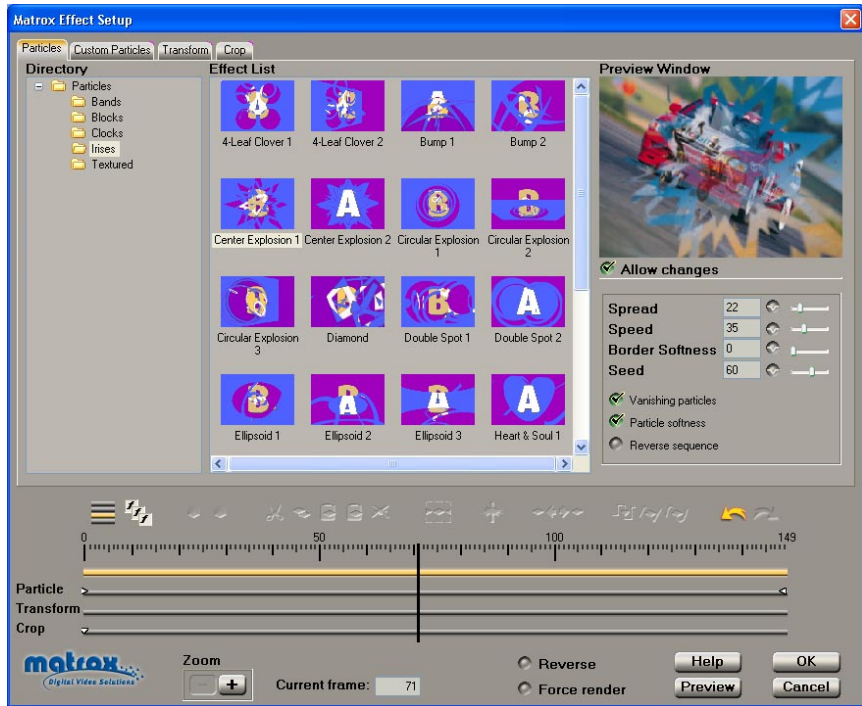 Matrox Effect Setup
Particles Custom Particles Transform Crop
Directory
Particles
Bands
Blocks
Clocks
Irises
Textured
Effect List
4-Leaf Clover 1 4-Leaf Clover 2 Bump 1 Bump 2
Center Explosion 1 Center Explosion 2 Circular Explosion 1 Circular Explosion 2
Circular Explosion 3 Diamond Double Spot 1 Double Spot 2
Ellipsoid 1 Ellipsoid 2 Ellipsoid 3 Heart & Soul 1
Preview Window
Allow changes
Spread 22
Speed 35
Border Softness 0
Seed 60
Vanishing particles
Particle softness
Reverse sequence
0 50 100 149
Particle
Transform
Crop
matrox
Digital Video Solutions
Zoom
Current frame: 71
Reverse
Force render
Help OK
Preview Cancel